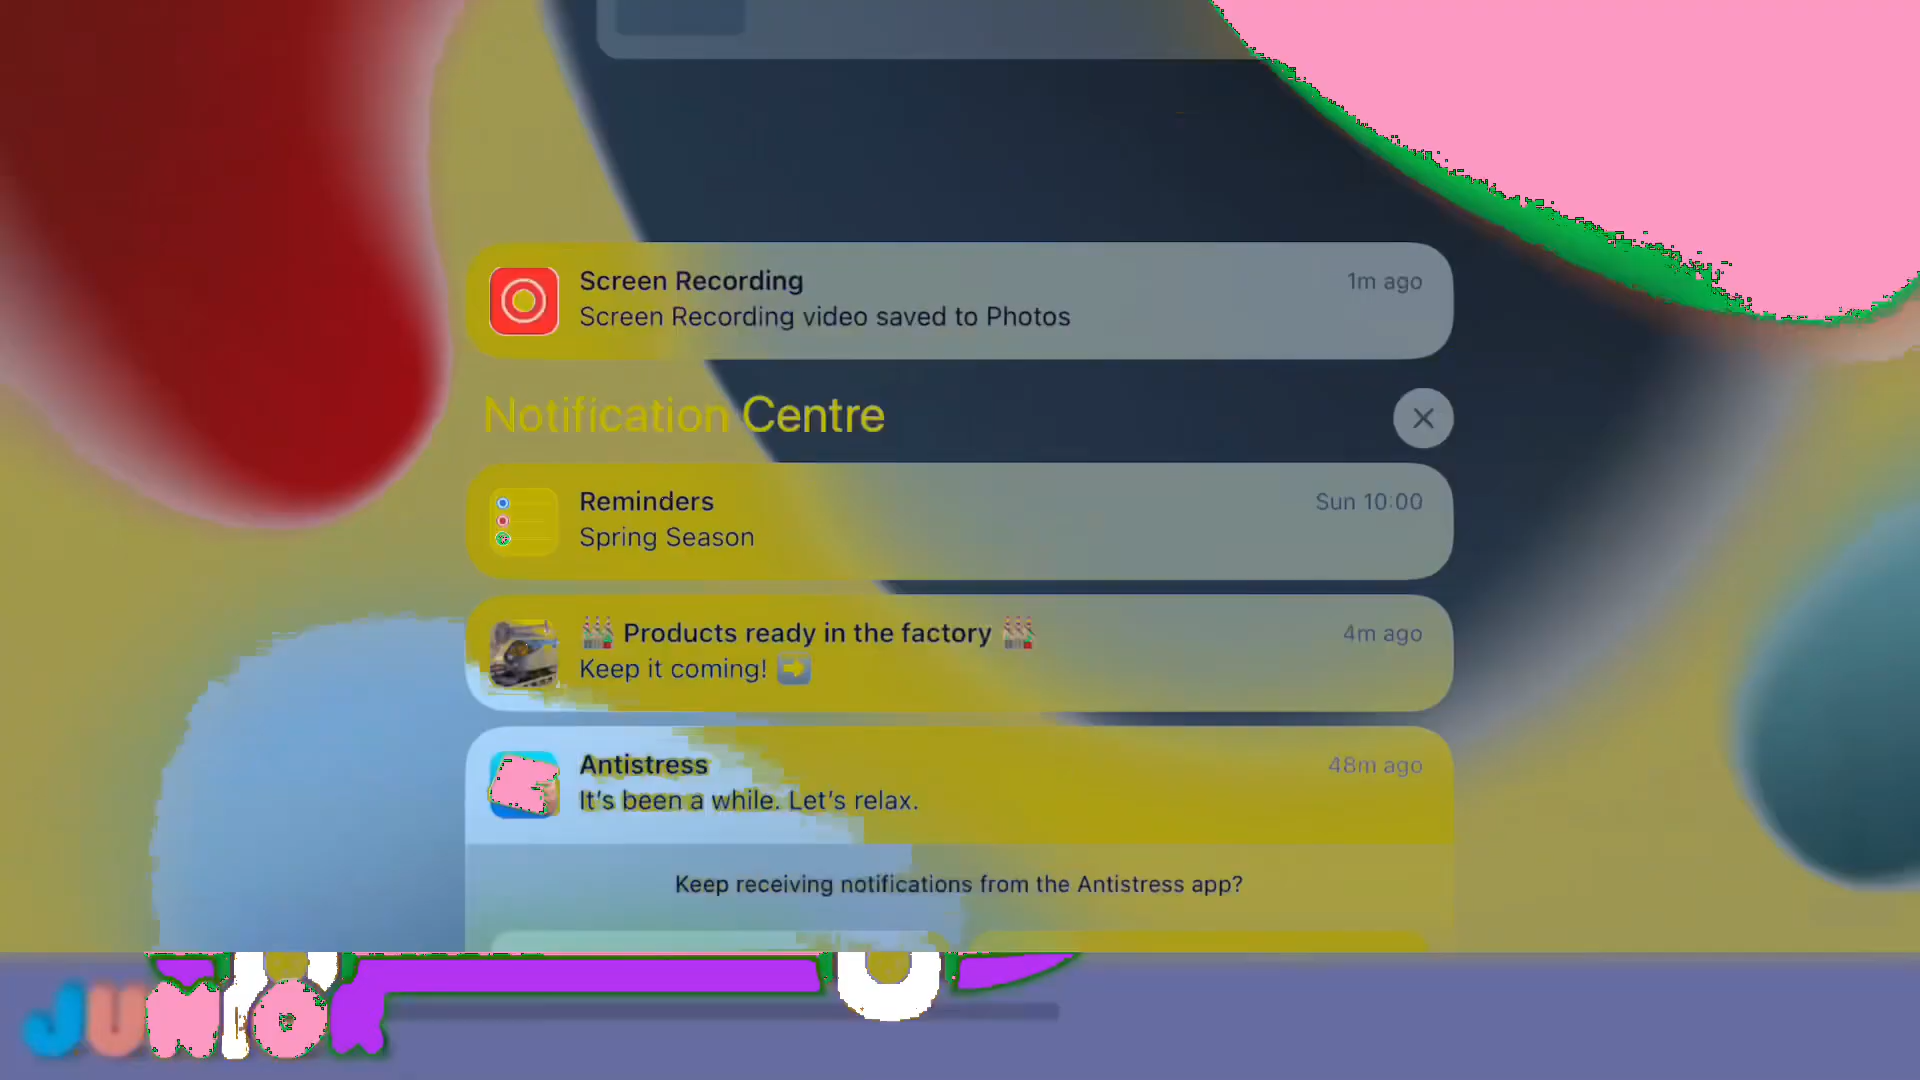 Screen Recording
1m ago
Screen Recording video saved to Photos
Notification Centre
Reminders
Sun 10:00
Spring Season
🏭 Products ready in the factory 🏭
4m ago
Keep it coming! ➡️
Antistress
48m ago
It's been a while. Let's relax.
Keep receiving notifications from the Antistress app?
JUNIOR